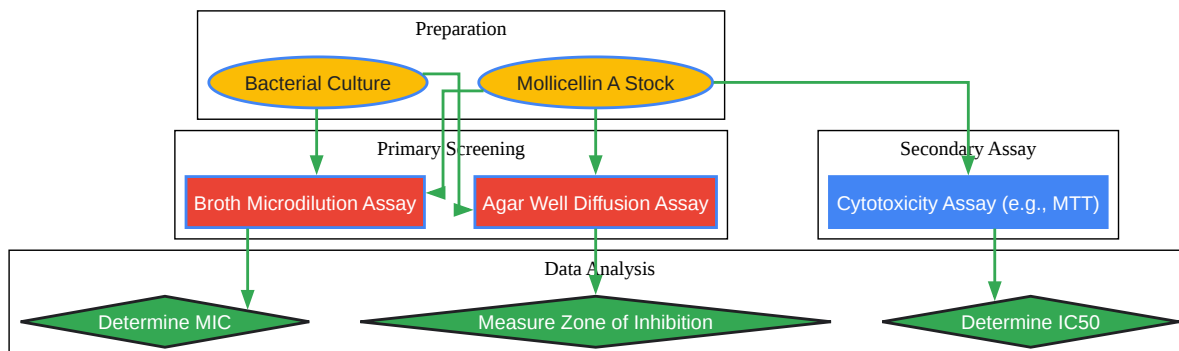 Preparation
Bacterial Culture
Mollicellin A Stock
Primary Screening
Secondary Assay
Broth Microdilution Assay
Agar Well Diffusion Assay
Cytotoxicity Assay (e.g., MTT)
Data Analysis
Determine MIC
Measure Zone of Inhibition
Determine IC50